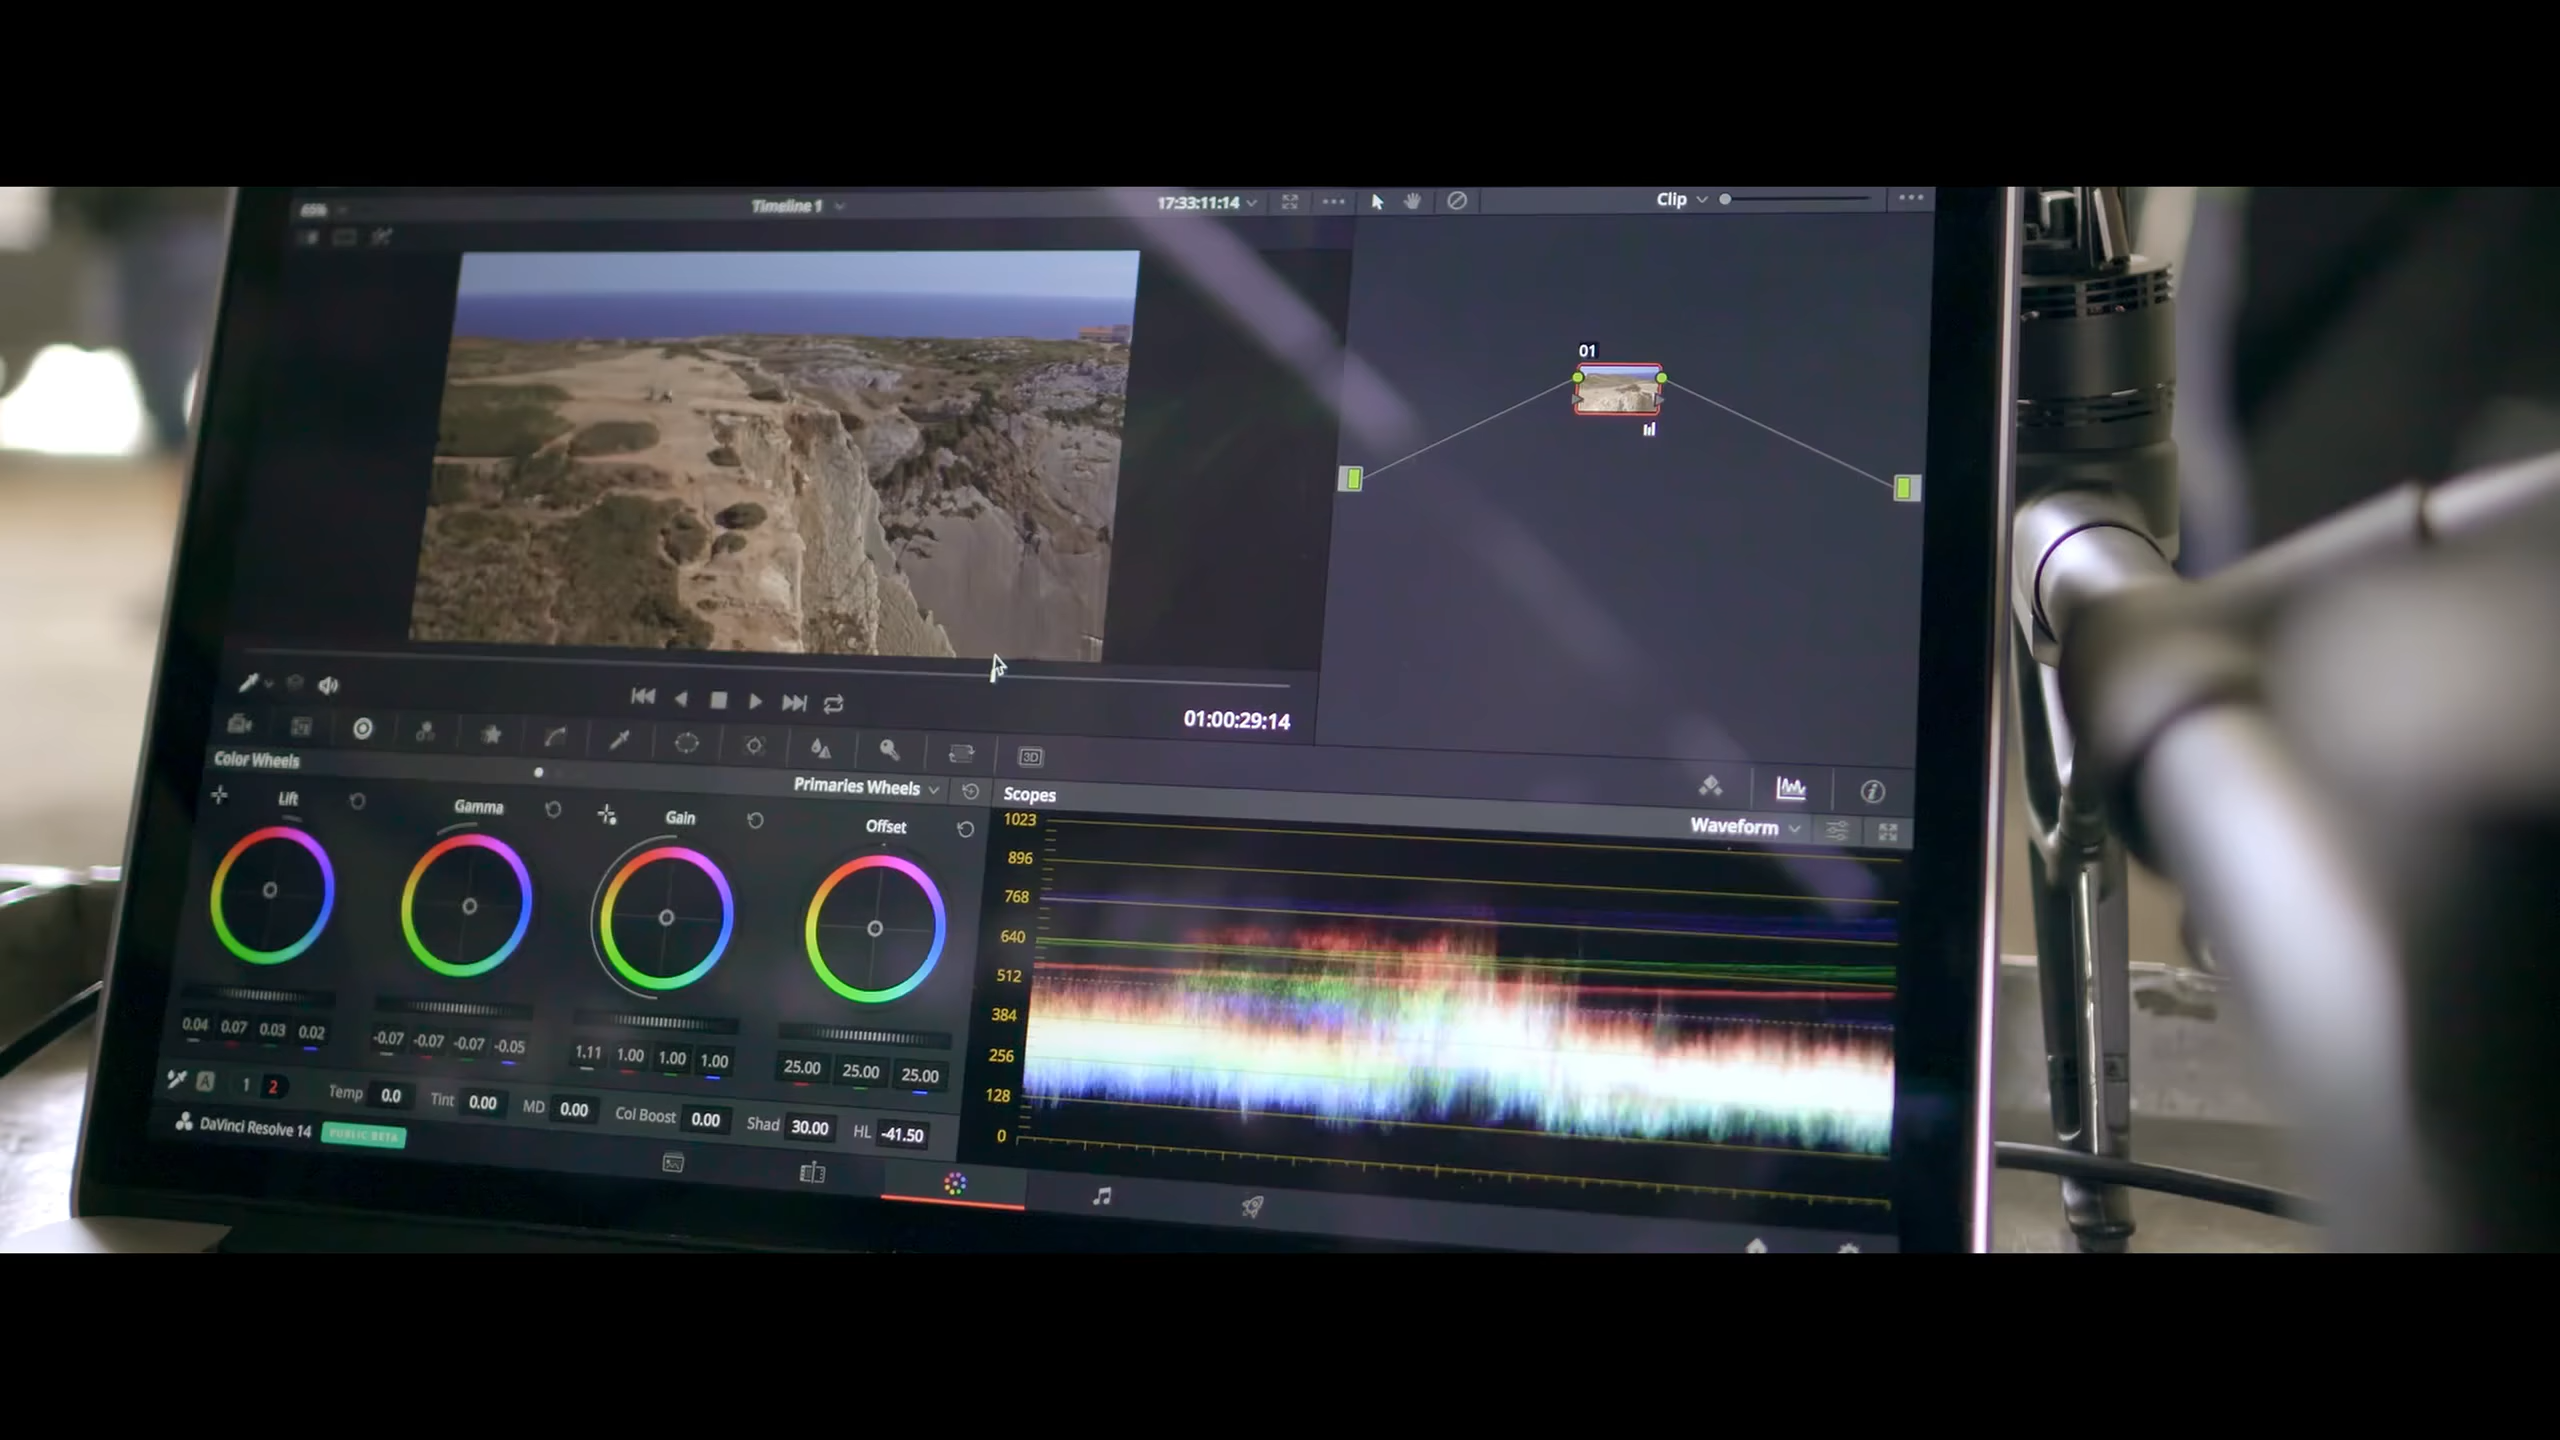 65%
Timeline 1
17:33:11:14
Clip
01
01:00:29:14
3D
Color Wheels
Primaries Wheels
Lift
Gamma
Gain
Offset
0.04 0.07 0.03 0.02
-0.07 -0.07 -0.07 -0.05
1.11 1.00 1.00 1.00
25.00 25.00 25.00
A 1 2
Temp 0.0 Tint 0.00 MD 0.00 Col Boost 0.00 Shad 30.00 HL -41.50
DaVinci Resolve 14 PUBLIC BETA
Scopes
Waveform
1023
896
768
640
512
384
256
128
0